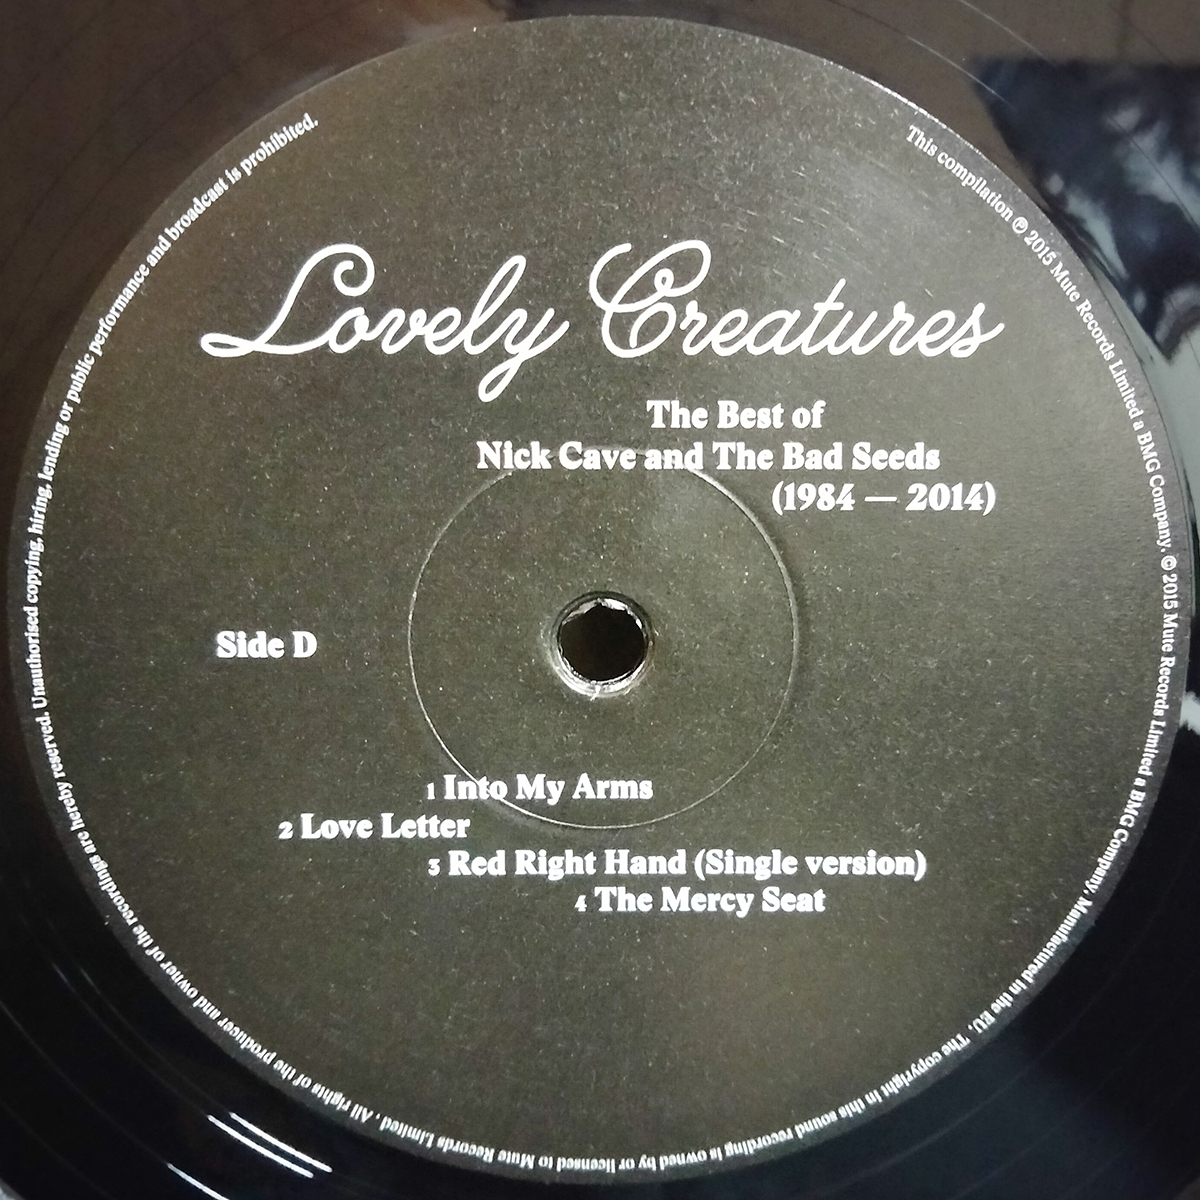 Lovely Creatures
The Best of
Nick Cave and The Bad Seeds
(1984 — 2014)
Side D
1 Into My Arms
2 Love Letter
3 Red Right Hand (Single version)
4 The Mercy Seat
This compilation ℗ 2015 Mute Records Limited a BMG Company. © 2015 Mute Records Limited a BMG Company. Manufactured in the EU. The copyright in this sound recording is owned by or licensed to Mute Records Limited. All rights of the producer and owner of the recordings are hereby reserved. Unauthorised copying, hiring, lending or public performance and broadcast is prohibited.